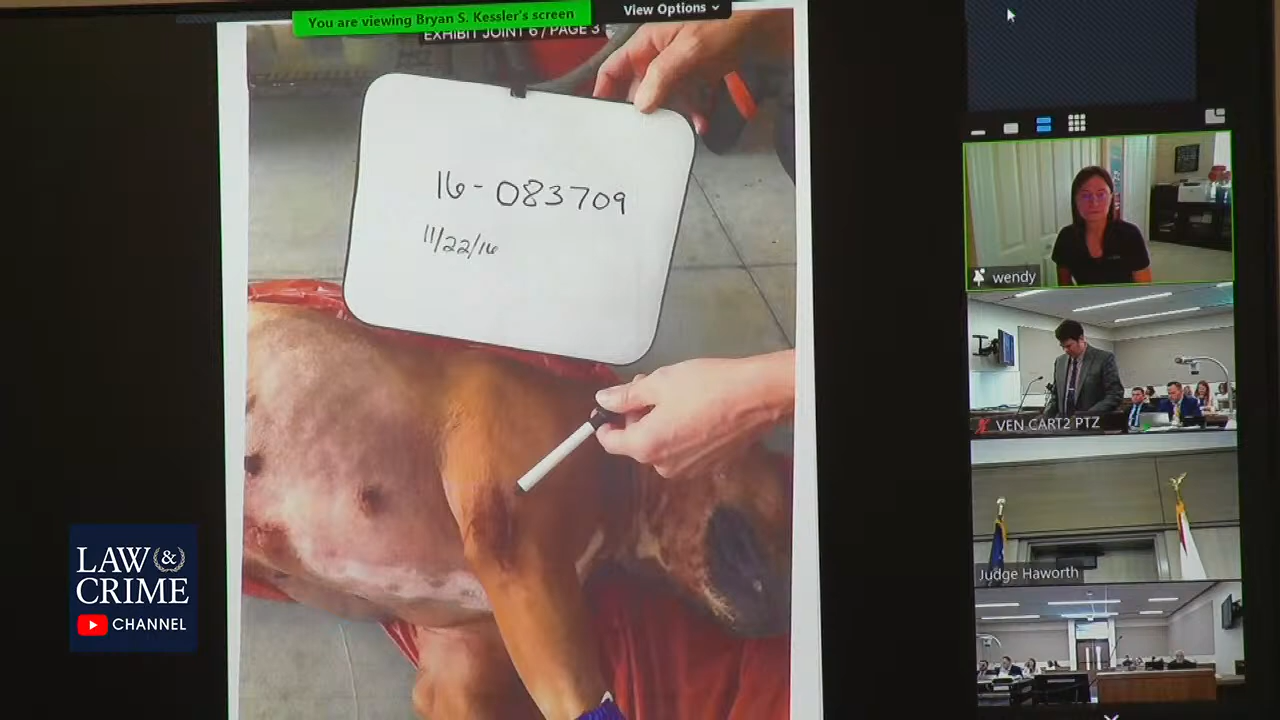 You are viewing Bryan S. Kessler's screen
View Options
EXHIBIT JOINT 6 / PAGE 3
16-083709
11/22/16
wendy
VEN CART2 PTZ
Judge Haworth
LAW &
CRIME
CHANNEL